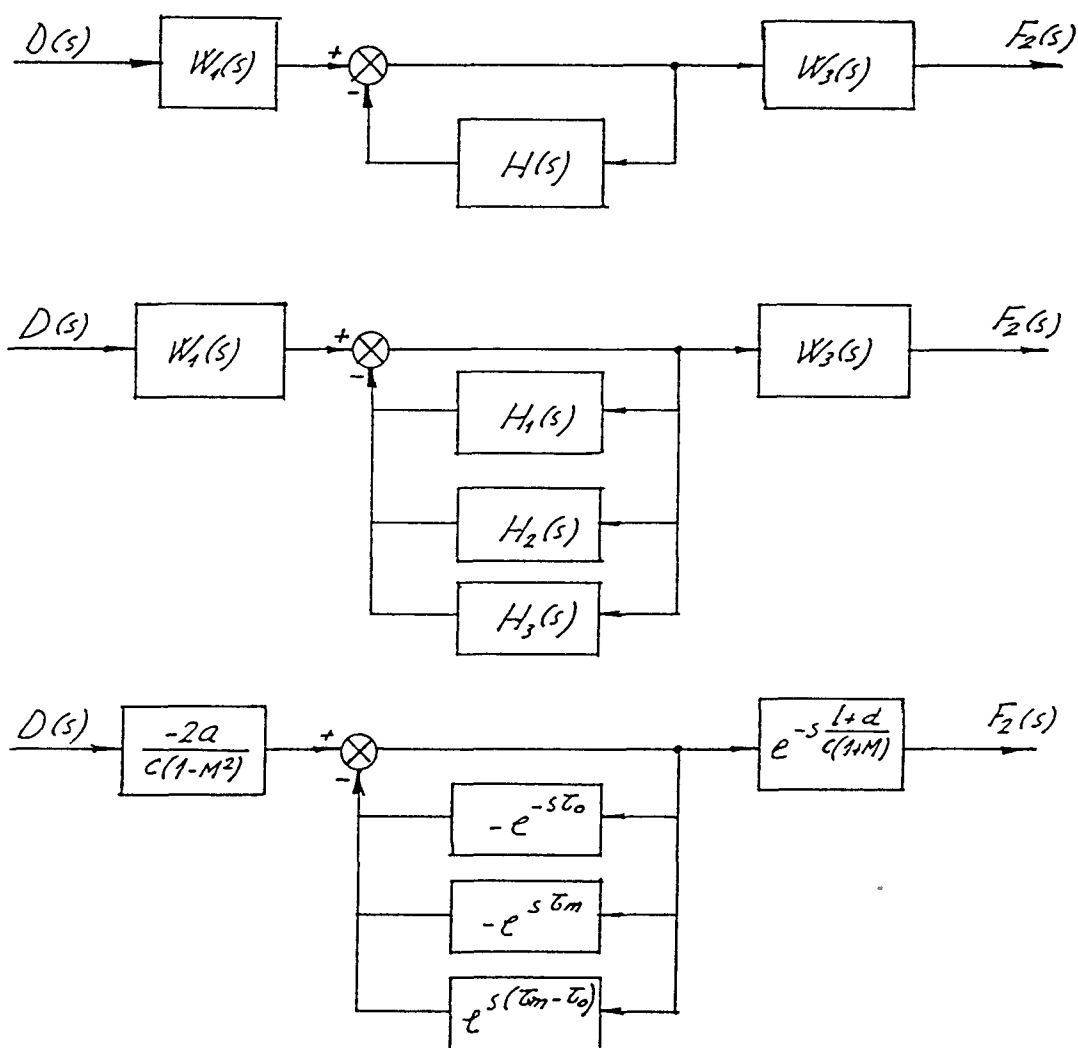 D(s) W₁(s) + - W₃(s) F₂(s)
H(s)
D(s) W₁(s) + - W₃(s) F₂(s)
H₁(s)
H₂(s)
H₃(s)
D(s) -2a/c(1-M²) + - e^{-s (l+d)/c(1+M)} F₂(s)
-e^{-sτ₀}
-e^{sτₘ}
e^{s(τₘ-τ₀)}